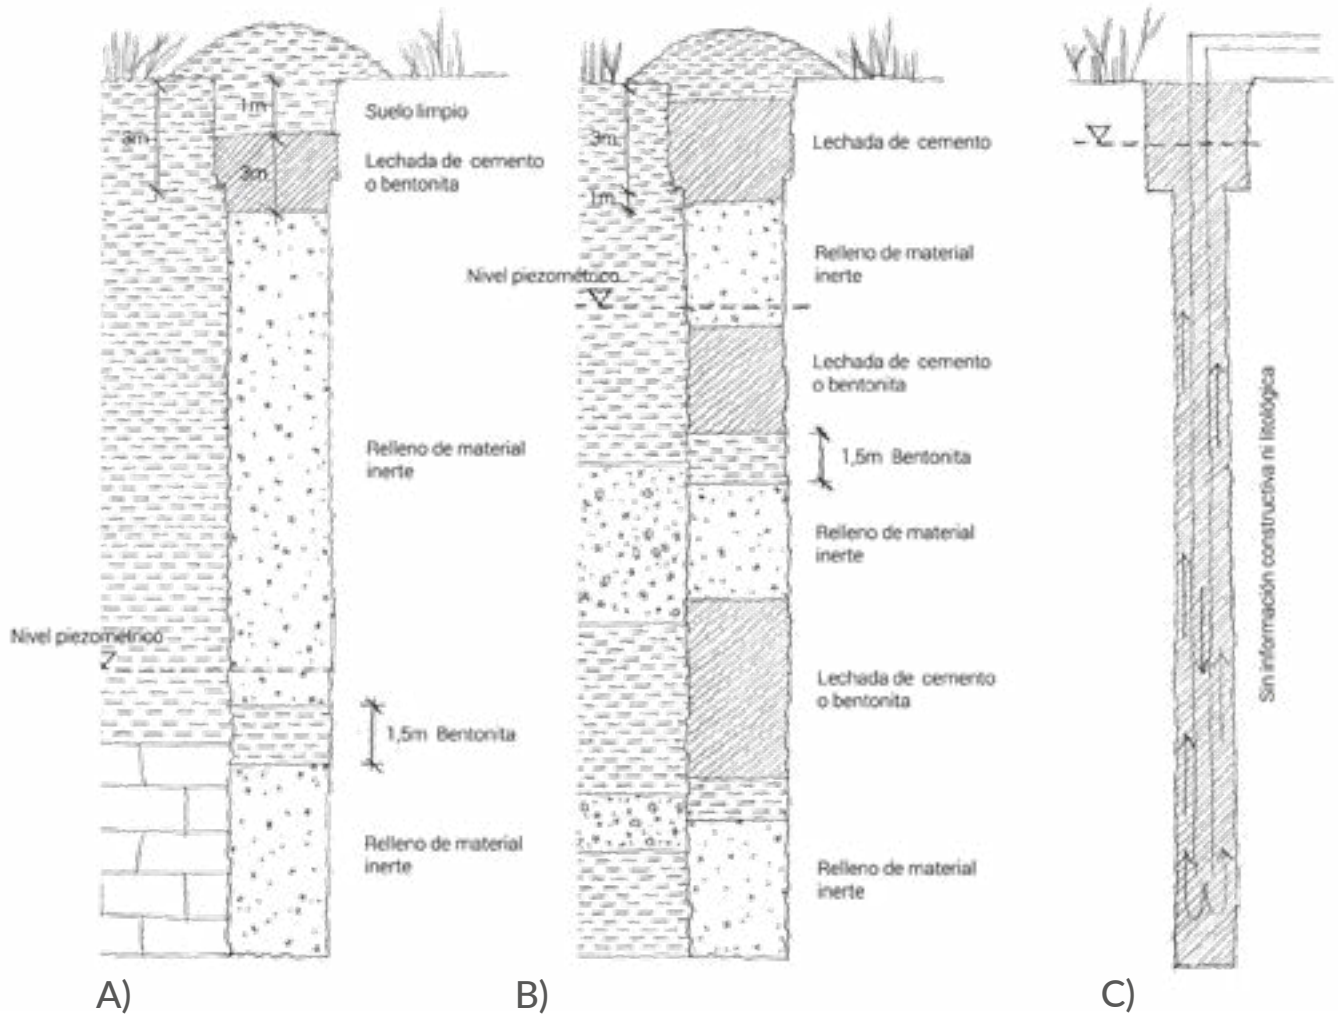 1m
3m
Suelo limpio
3m
Lechada de cemento
o bentonita
Relleno de material
inerte
Nivel piezométrico
1,5m Bentonita
Relleno de material
inerte
A)
3m
1m
Lechada de cemento
Nivel piezométrico
Relleno de material
inerte
Lechada de cemento
o bentonita
1,5m Bentonita
Relleno de material
inerte
Lechada de cemento
o bentonita
Relleno de material
inerte
B)
Sin información constructiva ni litológica
C)